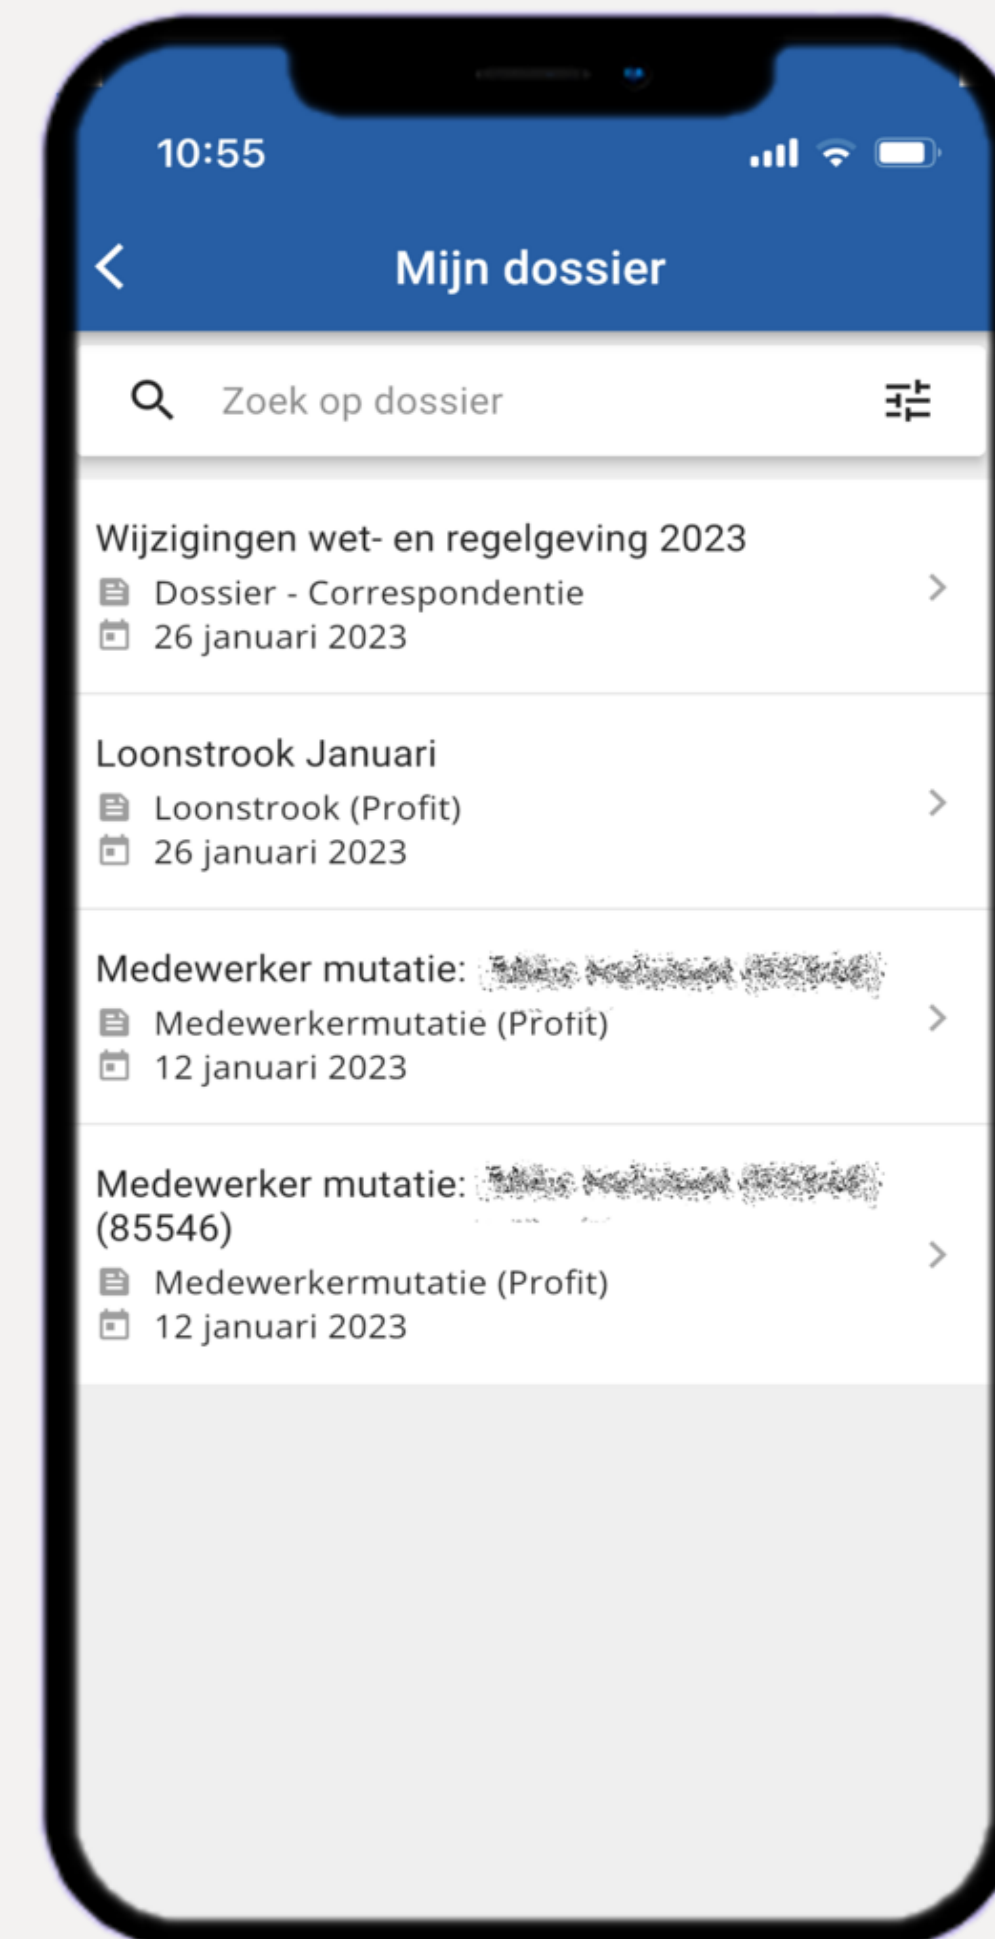 10:55
Mijn dossier
Zoek op dossier
Wijzigingen wet- en regelgeving 2023
Dossier - Correspondentie
26 januari 2023
Loonstrook Januari
Loonstrook (Profit)
26 januari 2023
Medewerker mutatie:
Medewerkermutatie (Profit)
12 januari 2023
Medewerker mutatie:
(85546)
Medewerkermutatie (Profit)
12 januari 2023